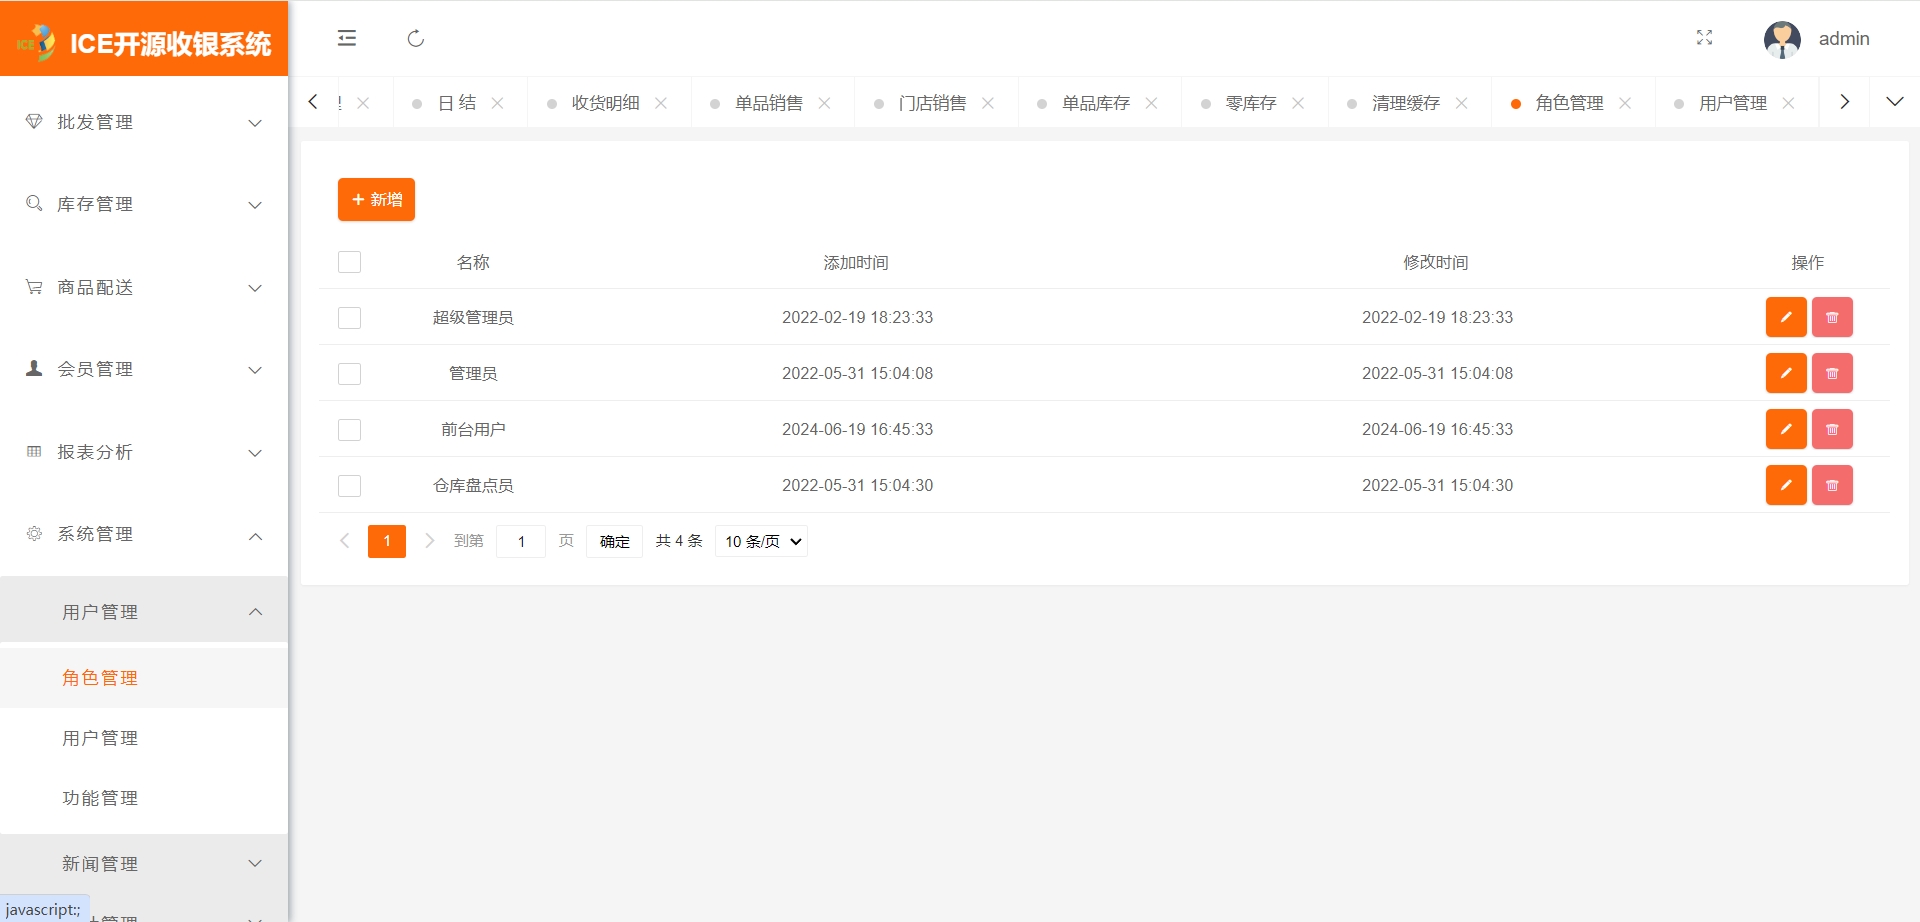 ICE开源收银系统
admin
日 结
收货明细
单品销售
门店销售
单品库存
零库存
清理缓存
角色管理
用户管理
批发管理
库存管理
商品配送
会员管理
报表分析
系统管理
用户管理
角色管理
用户管理
功能管理
新闻管理
javascript:;
管理
+ 新增
名称 添加时间 修改时间 操作
超级管理员 2022-02-19 18:23:33 2022-02-19 18:23:33
管理员 2022-05-31 15:04:08 2022-05-31 15:04:08
前台用户 2024-06-19 16:45:33 2024-06-19 16:45:33
仓库盘点员 2022-05-31 15:04:30 2022-05-31 15:04:30
1 到第 1 页 确定 共 4 条 10 条/页